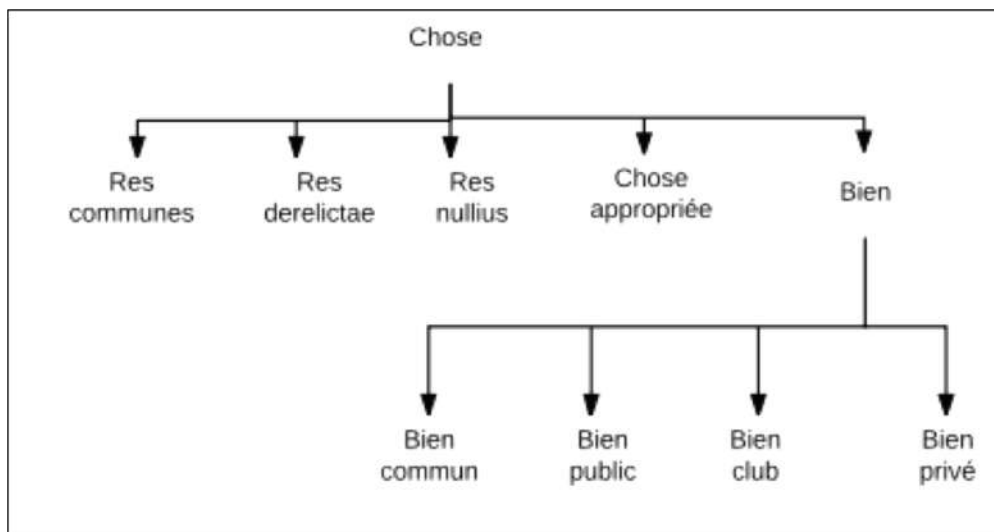 Chose
Res
communes
Res
derelictae
Res
nullius
Chose
appropriée
Bien
Bien
commun
Bien
public
Bien
club
Bien
privé